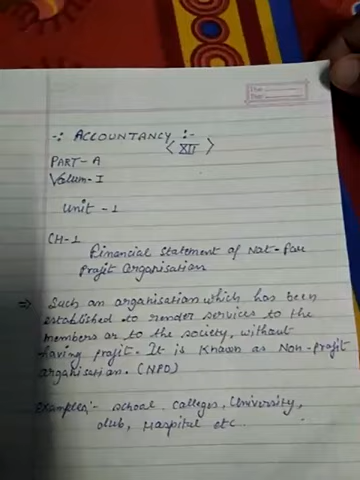 -: ACCOUNTANCY :-
< XII >
PART-A
Volum-I
Unit-1
CH-1
Financial Statement of Not-For
Profit Organisation
⇒ Such an organisation which has been
established to render services to the
members or to the society, without
having profit. It is Known as Non-profit
organisation. (NPO)
Examples:- school, Colleges, University,
club, Hospital etc.